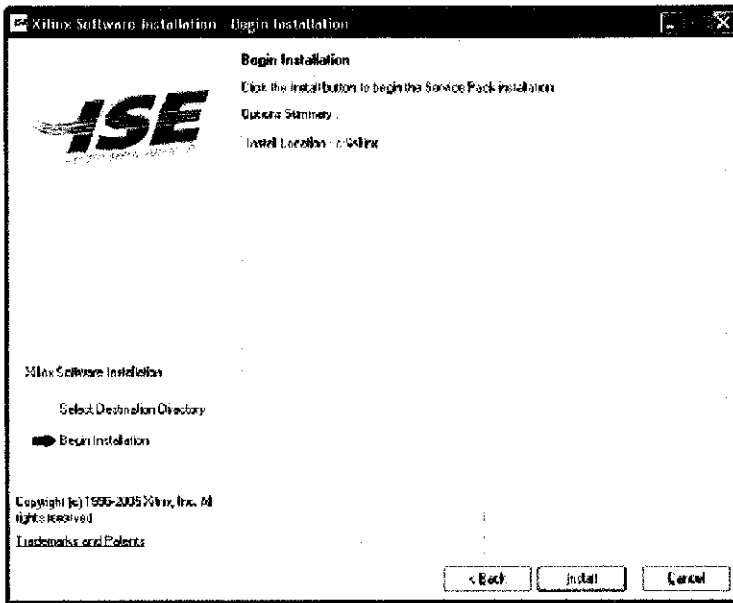 Xilinx Software Installation - Begin Installation
Begin Installation
Click the Install button to begin the Service Pack installation
Options Summary :
Install Location : c:\Xilinx
ISE
Xilinx Software Installation
Select Destination Directory
Begin Installation
Copyright (c) 1995-2005 Xilinx, Inc. All
rights reserved
Trademarks and Patents
< Back
Install
Cancel